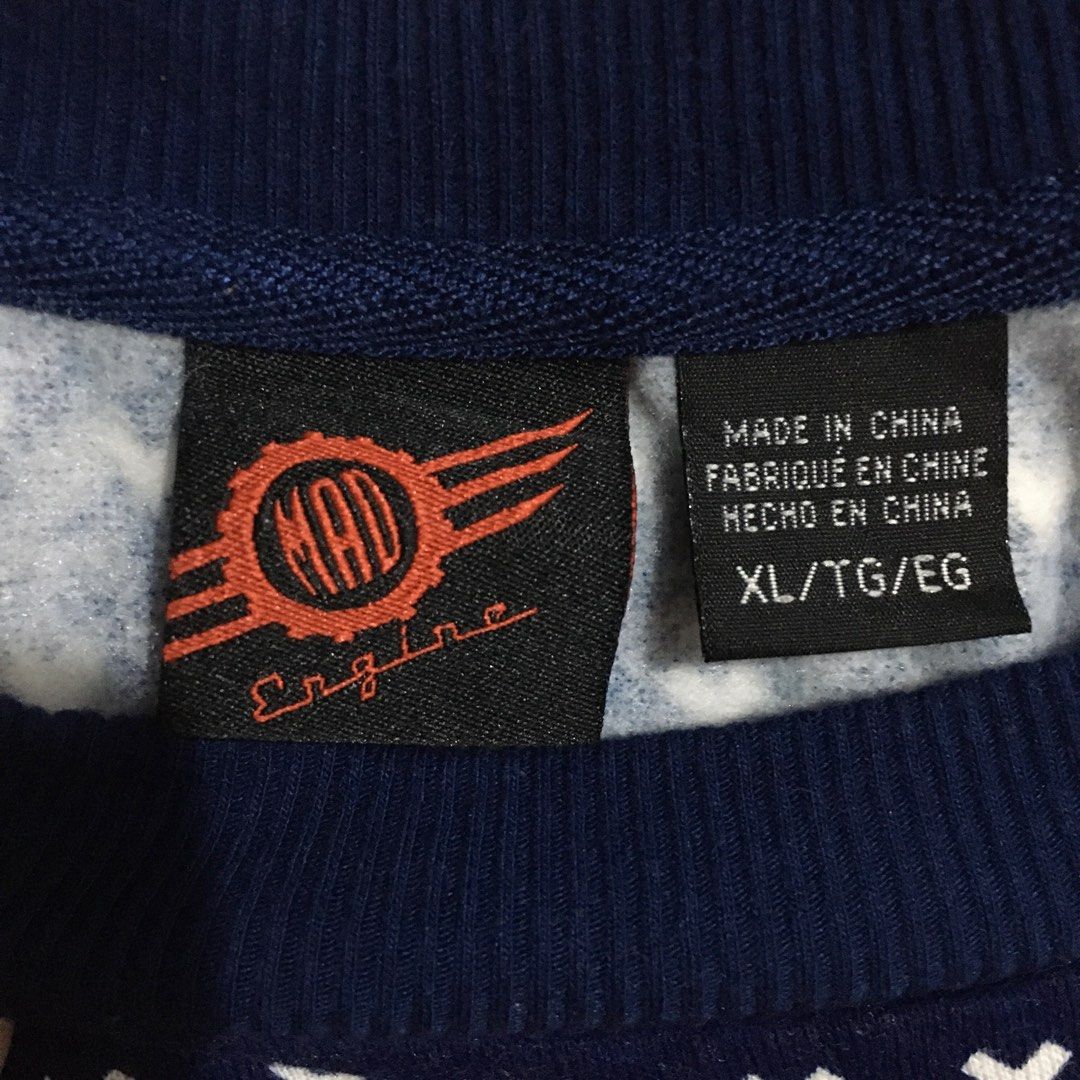 MAD
Engine
MADE IN CHINA
FABRIQUÉ EN CHINE
HECHO EN CHINA
XL/TG/EG